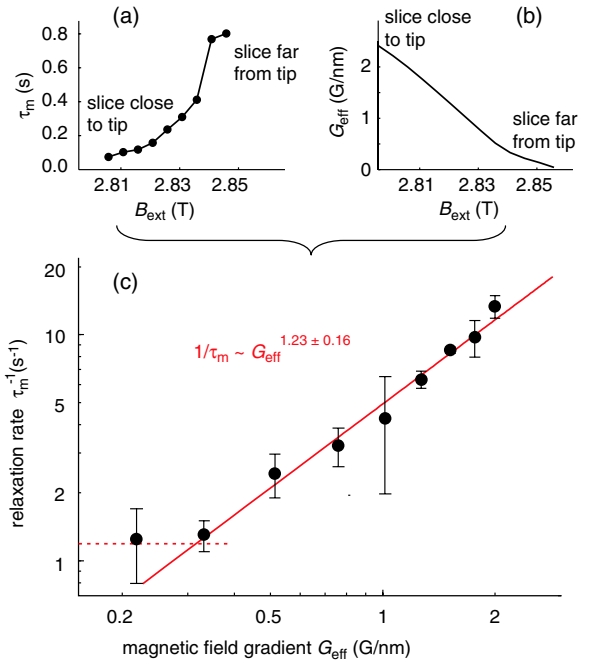 (a)
slice far
from tip
slice close
to tip
τm (s)
0.8
0.6
0.4
0.2
0.0
2.81 2.83 2.85
Bext (T)
(b)
slice close
to tip
slice far
from tip
Geff (G/nm)
2
1
0
2.81 2.83 2.85
Bext (T)
(c)
1/τm ~ Geff^1.23 ± 0.16
relaxation rate τm^-1(s^-1)
20
10
5
2
1
0.2 0.5 1 2
magnetic field gradient Geff (G/nm)